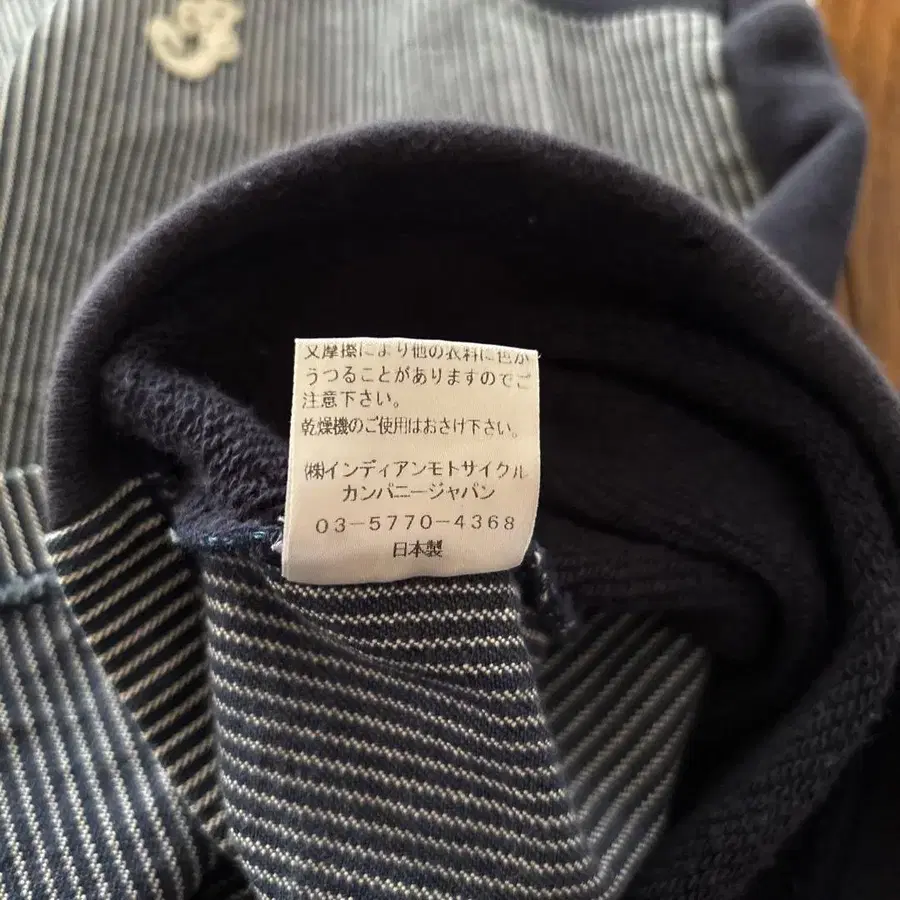 又摩擦により他の衣料に色が
うつることがありますのでご
注意下さい。
乾燥機のご使用はおさけ下さい。
㈱インディアンモトサイクル
カンパニージャパン
03-5770-4368
日本製